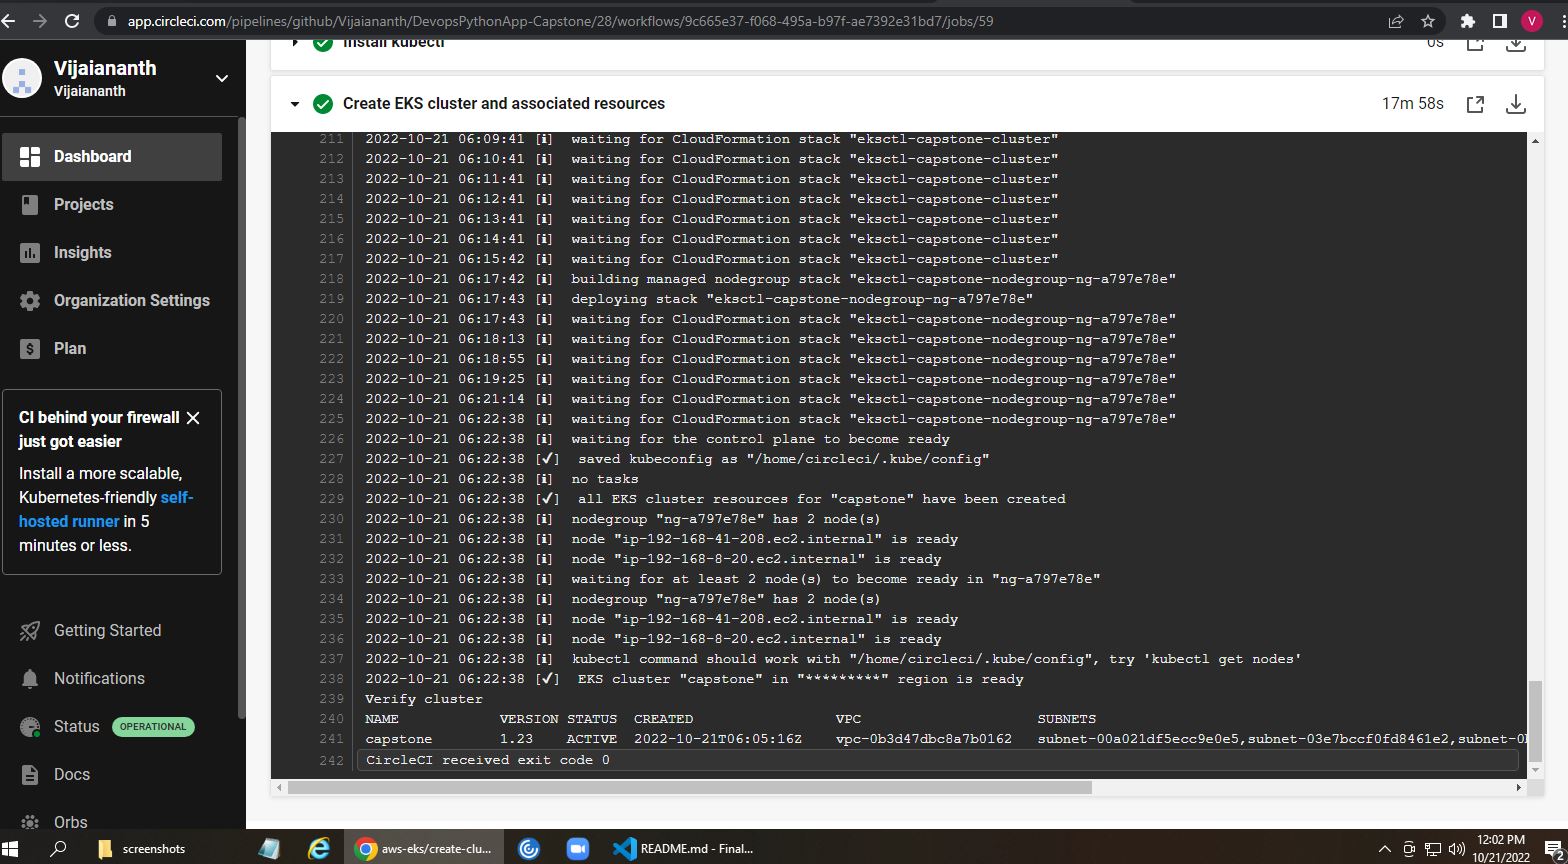 app.circleci.com/pipelines/github/Vijaiananth/DevopsPythonApp-Capstone/28/workflows/9c665e37-f068-495a-b97f-ae7392e31bd7/jobs/59
V
Vijaiananth
Vijaiananth
Dashboard
Projects
Insights
Organization Settings
$ Plan
CI behind your firewall
just got easier
Install a more scalable,
Kubernetes-friendly self-
hosted runner in 5
minutes or less.
Getting Started
Notifications
Status OPERATIONAL
Docs
Orbs
Install kubectl 0s
Create EKS cluster and associated resources 17m 58s
211 2022-10-21 06:09:41 [ℹ] waiting for CloudFormation stack "eksctl-capstone-cluster"
212 2022-10-21 06:10:41 [ℹ] waiting for CloudFormation stack "eksctl-capstone-cluster"
213 2022-10-21 06:11:41 [ℹ] waiting for CloudFormation stack "eksctl-capstone-cluster"
214 2022-10-21 06:12:41 [ℹ] waiting for CloudFormation stack "eksctl-capstone-cluster"
215 2022-10-21 06:13:41 [ℹ] waiting for CloudFormation stack "eksctl-capstone-cluster"
216 2022-10-21 06:14:41 [ℹ] waiting for CloudFormation stack "eksctl-capstone-cluster"
217 2022-10-21 06:15:42 [ℹ] waiting for CloudFormation stack "eksctl-capstone-cluster"
218 2022-10-21 06:17:42 [ℹ] building managed nodegroup stack "eksctl-capstone-nodegroup-ng-a797e78e"
219 2022-10-21 06:17:43 [ℹ] deploying stack "eksctl-capstone-nodegroup-ng-a797e78e"
220 2022-10-21 06:17:43 [ℹ] waiting for CloudFormation stack "eksctl-capstone-nodegroup-ng-a797e78e"
221 2022-10-21 06:18:13 [ℹ] waiting for CloudFormation stack "eksctl-capstone-nodegroup-ng-a797e78e"
222 2022-10-21 06:18:55 [ℹ] waiting for CloudFormation stack "eksctl-capstone-nodegroup-ng-a797e78e"
223 2022-10-21 06:19:25 [ℹ] waiting for CloudFormation stack "eksctl-capstone-nodegroup-ng-a797e78e"
224 2022-10-21 06:21:14 [ℹ] waiting for CloudFormation stack "eksctl-capstone-nodegroup-ng-a797e78e"
225 2022-10-21 06:22:38 [ℹ] waiting for CloudFormation stack "eksctl-capstone-nodegroup-ng-a797e78e"
226 2022-10-21 06:22:38 [ℹ] waiting for the control plane to become ready
227 2022-10-21 06:22:38 [✔] saved kubeconfig as "/home/circleci/.kube/config"
228 2022-10-21 06:22:38 [ℹ] no tasks
229 2022-10-21 06:22:38 [✔] all EKS cluster resources for "capstone" have been created
230 2022-10-21 06:22:38 [ℹ] nodegroup "ng-a797e78e" has 2 node(s)
231 2022-10-21 06:22:38 [ℹ] node "ip-192-168-41-208.ec2.internal" is ready
232 2022-10-21 06:22:38 [ℹ] node "ip-192-168-8-20.ec2.internal" is ready
233 2022-10-21 06:22:38 [ℹ] waiting for at least 2 node(s) to become ready in "ng-a797e78e"
234 2022-10-21 06:22:38 [ℹ] nodegroup "ng-a797e78e" has 2 node(s)
235 2022-10-21 06:22:38 [ℹ] node "ip-192-168-41-208.ec2.internal" is ready
236 2022-10-21 06:22:38 [ℹ] node "ip-192-168-8-20.ec2.internal" is ready
237 2022-10-21 06:22:38 [ℹ] kubectl command should work with "/home/circleci/.kube/config", try 'kubectl get nodes'
238 2022-10-21 06:22:38 [✔] EKS cluster "capstone" in "*********" region is ready
239 Verify cluster
240 NAME VERSION STATUS CREATED VPC SUBNETS
241 capstone 1.23 ACTIVE 2022-10-21T06:05:16Z vpc-0b3d47dbc8a7b0162 subnet-00a021df5ecc9e0e5,subnet-03e7bccf0fd8461e2,subnet-0
242 CircleCI received exit code 0
screenshots
aws-eks/create-clu...
README.md - Final...
12:02 PM
10/21/2022
2